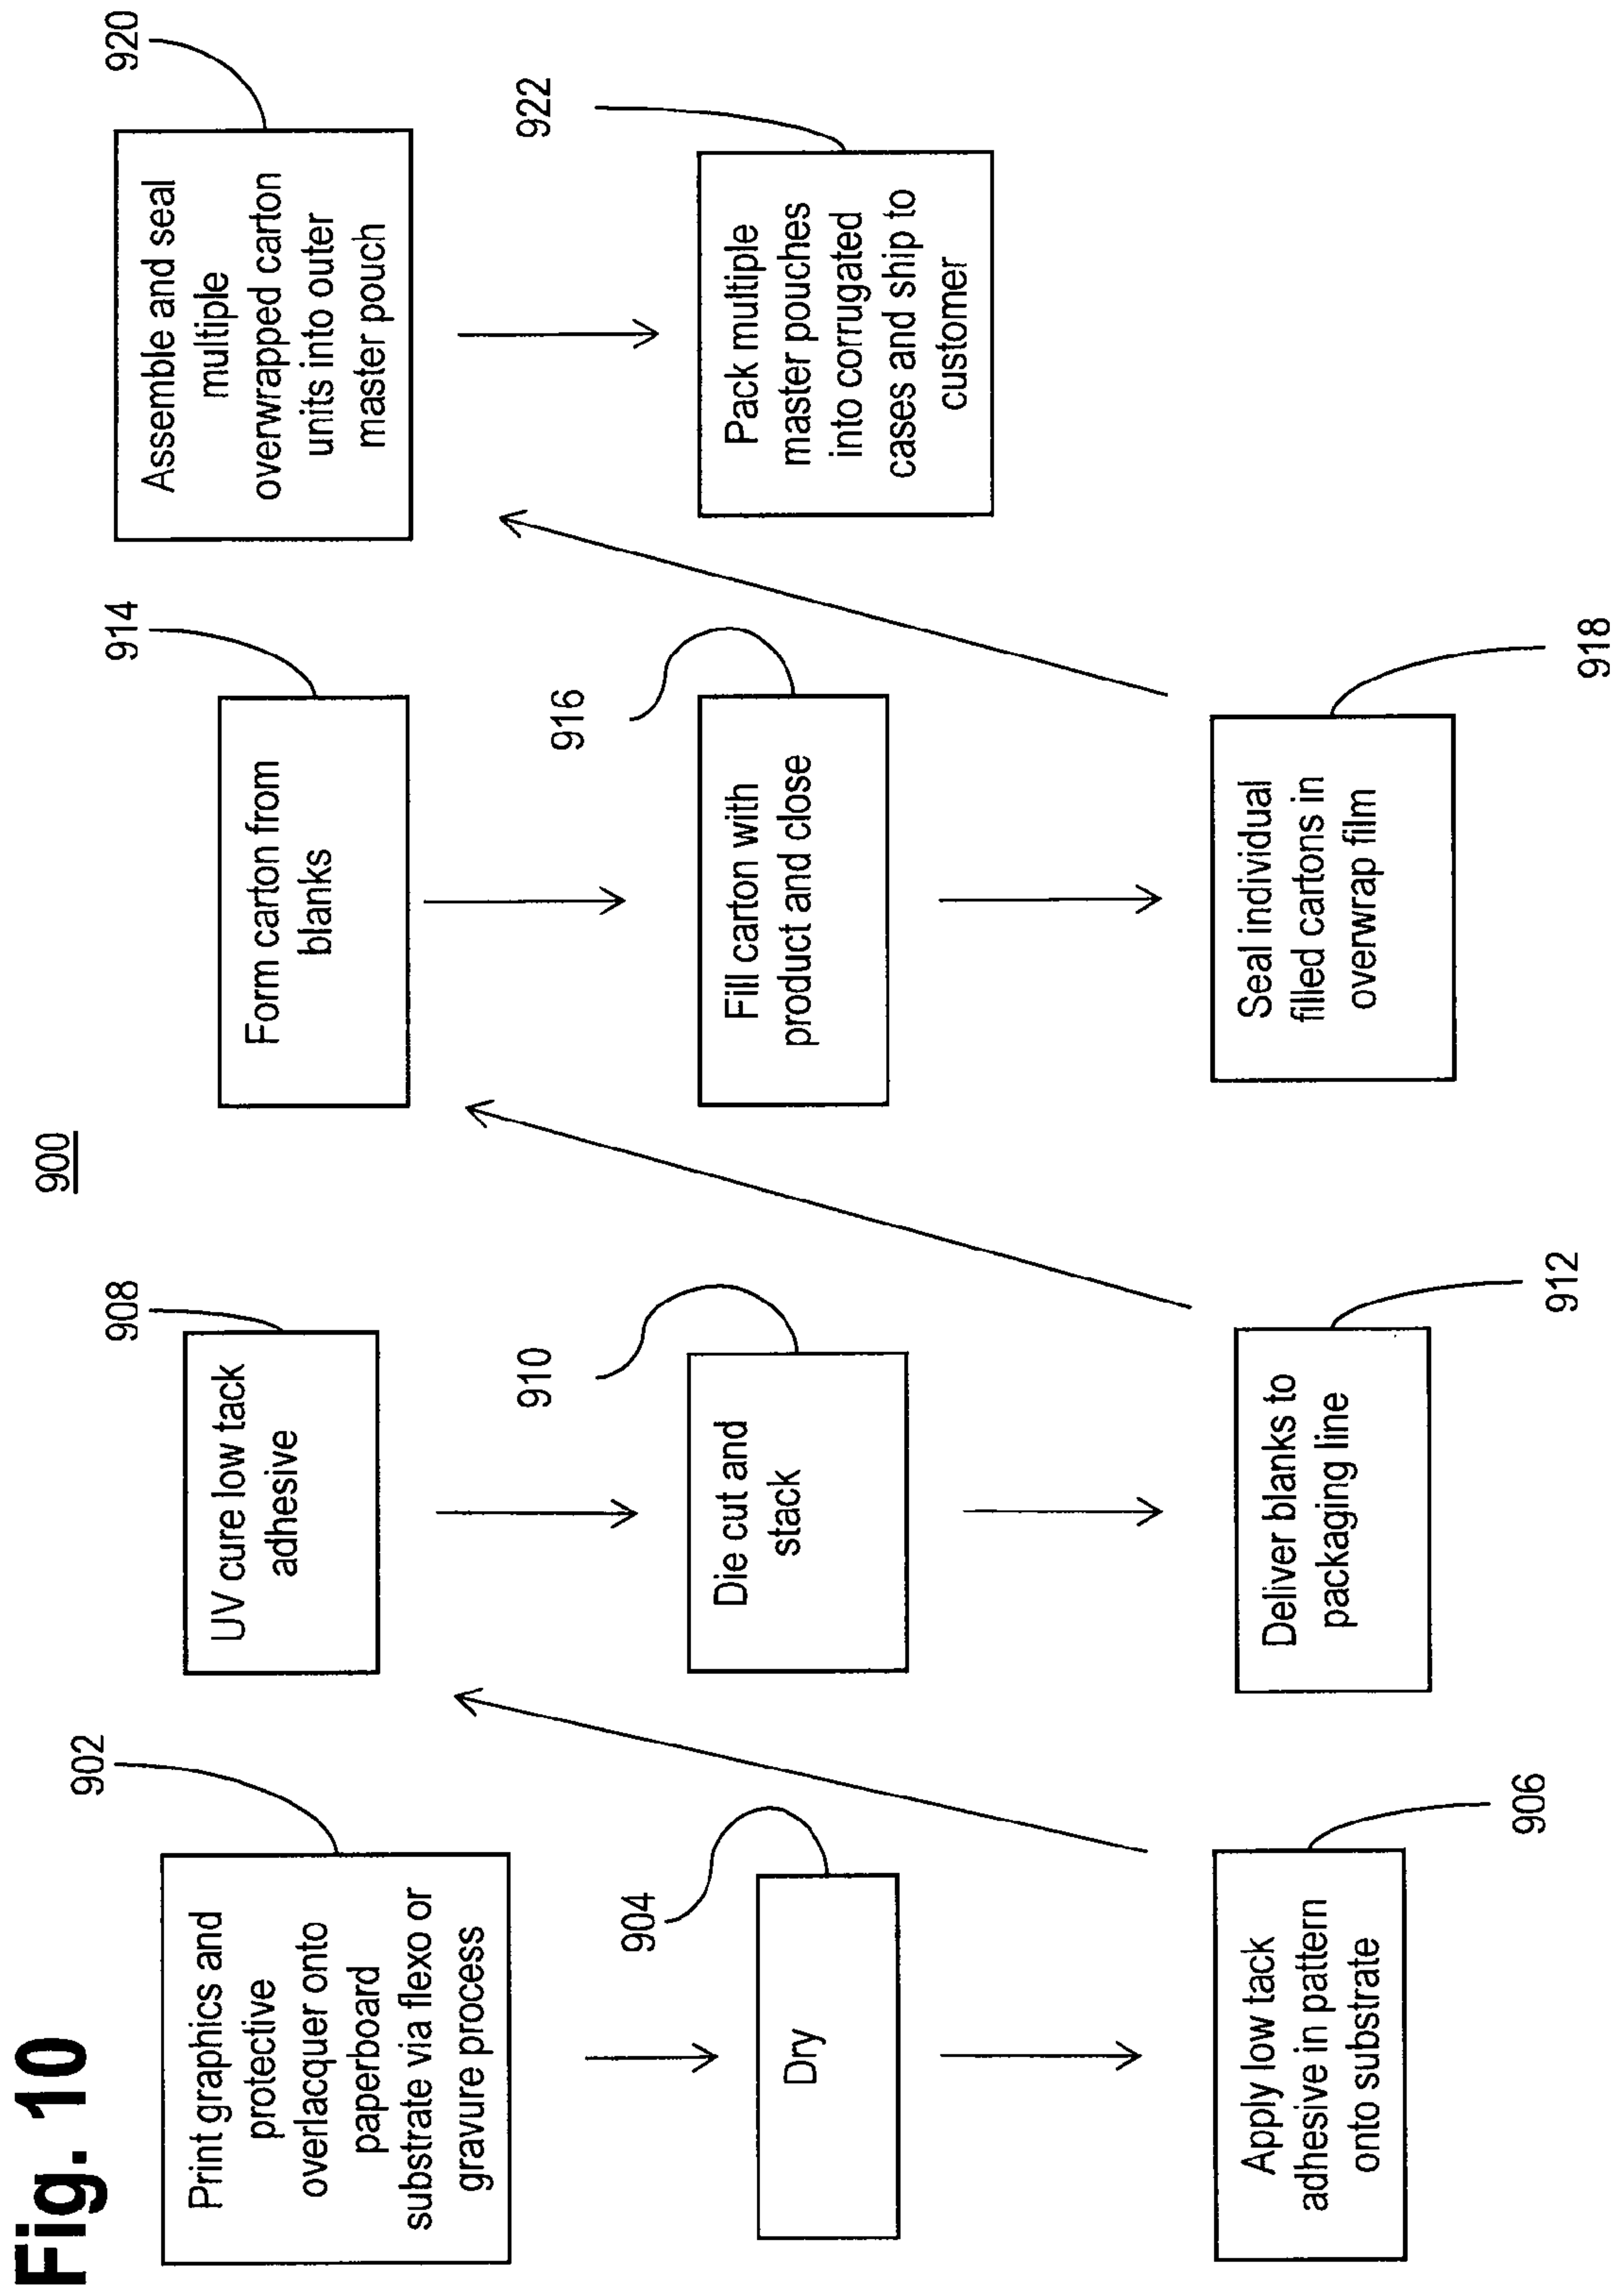 Fig. 10
900
902
Print graphics and
protective
overlacquer onto
paperboard
substrate via flexo or
gravure process
904
Dry
906
Apply low tack
adhesive in pattern
onto substrate
908
UV cure low tack
adhesive
910
Die cut and
stack
912
Deliver blanks to
packaging line
914
Form carton from
blanks
916
Fill carton with
product and close
918
Seal individual
filled cartons in
overwrap film
920
Assemble and seal
multiple
overwrapped carton
units into outer
master pouch
922
Pack multiple
master pouches
into corrugated
cases and ship to
customer